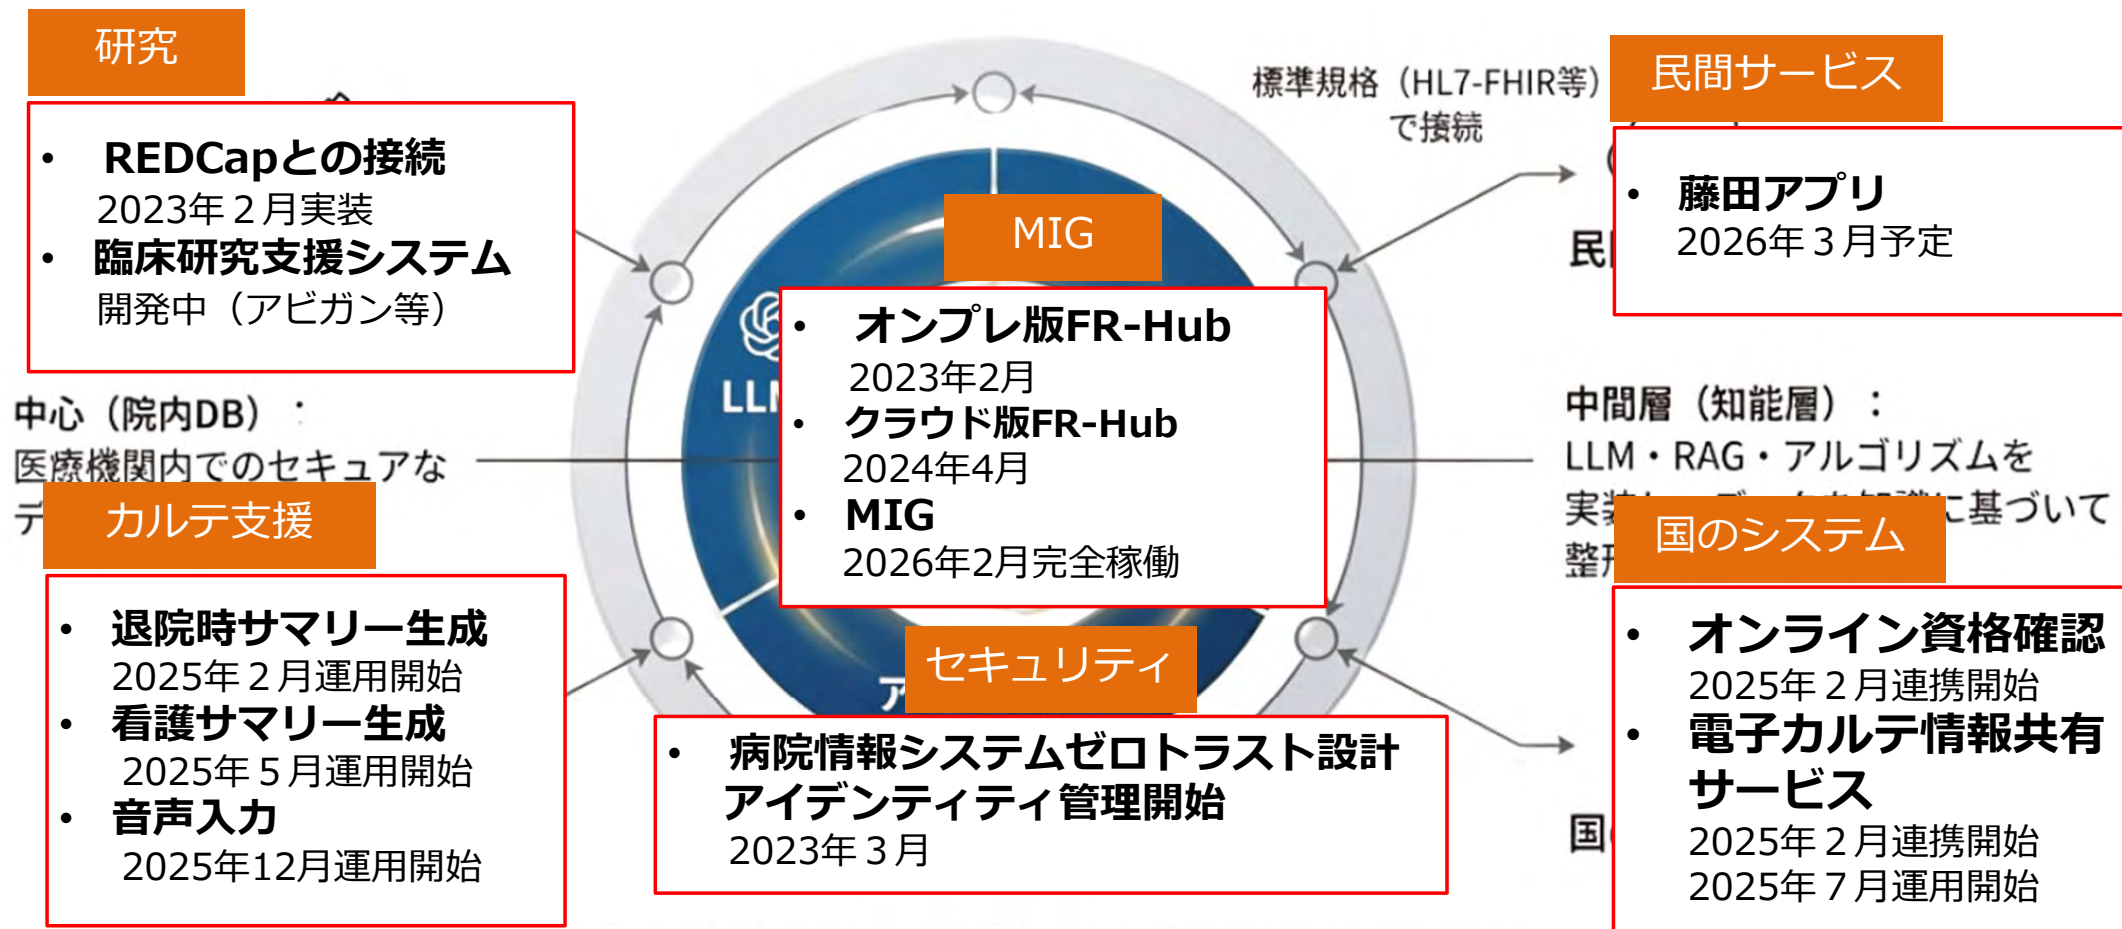 研究
・ REDCapとの接続
2023年２月実装
・ 臨床研究支援システム
開発中（アビガン等）
標準規格（HL7-FHIR等）
で接続
民間サービス
・ 藤田アプリ
2026年３月予定
民
MIG
・ オンプレ版FR-Hub
2023年2月
・ クラウド版FR-Hub
2024年4月
・ MIG
2026年2月完全稼働
中心（院内DB）：
医療機関内でのセキュアな
デ
中間層（知能層）：
LLM・RAG・アルゴリズムを
に基づいて
カルテ支援
・ 退院時サマリー生成
2025年２月運用開始
・ 看護サマリー生成
2025年５月運用開始
・ 音声入力
2025年12月運用開始
セキュリティ
ア
・ 病院情報システムゼロトラスト設計
アイデンティティ管理開始
2023年３月
国のシステム
・ オンライン資格確認
2025年２月連携開始
・ 電子カルテ情報共有
サービス
2025年２月連携開始
2025年７月運用開始
国